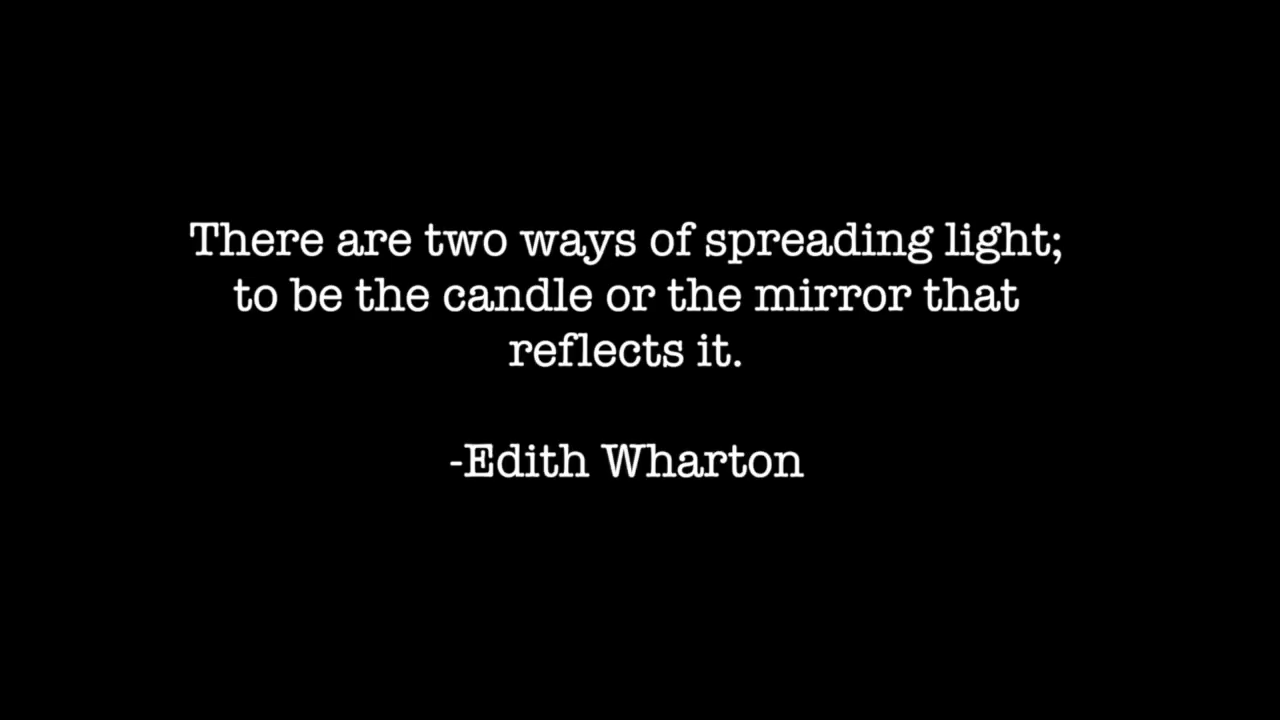 There are two ways of spreading light;
to be the candle or the mirror that
reflects it.
-Edith Wharton